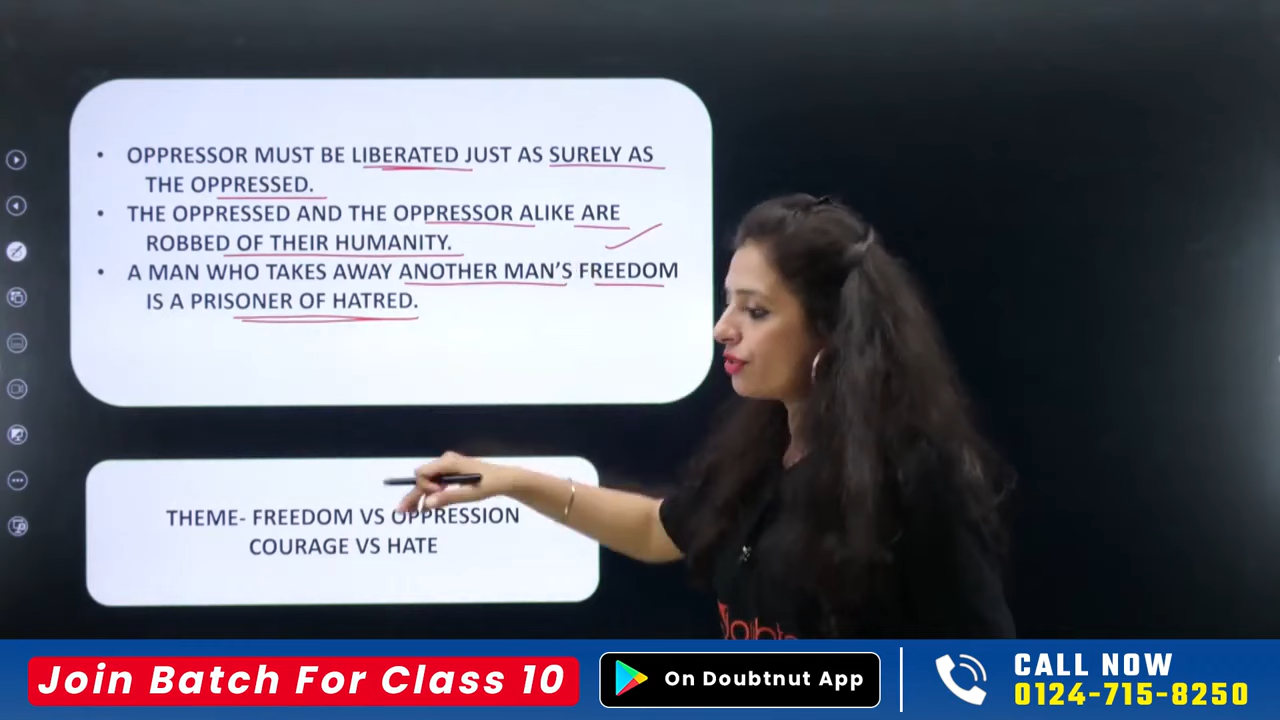 • OPPRESSOR MUST BE LIBERATED JUST AS SURELY AS
THE OPPRESSED.
• THE OPPRESSED AND THE OPPRESSOR ALIKE ARE
ROBBED OF THEIR HUMANITY.
• A MAN WHO TAKES AWAY ANOTHER MAN'S FREEDOM
IS A PRISONER OF HATRED.
THEME- FREEDOM VS OPPRESSION
COURAGE VS HATE
Join Batch For Class 10
On Doubtnut App
CALL NOW
0124-715-8250